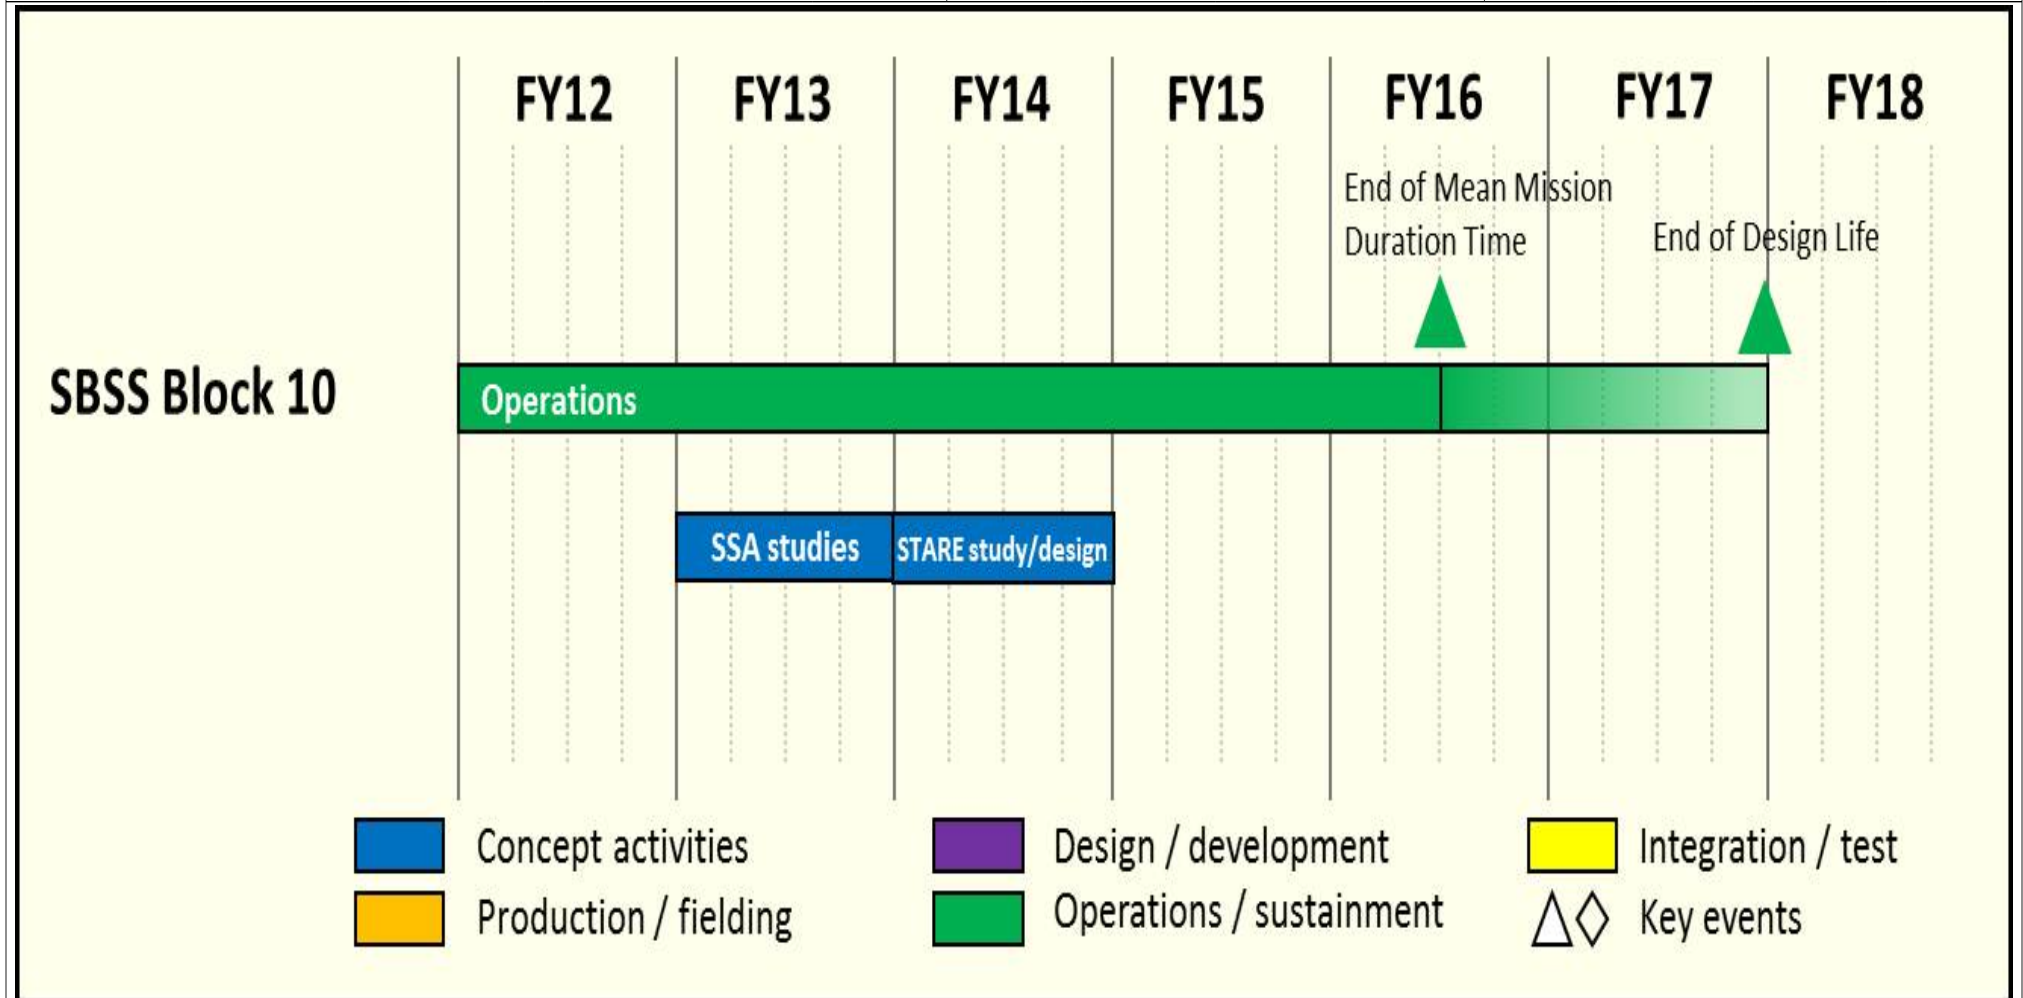 FY12 FY13 FY14 FY15 FY16 FY17 FY18
End of Mean Mission
Duration Time
End of Design Life
SBSS Block 10
Operations
SSA studies
STARE study/design
Concept activities
Design / development
Integration / test
Production / fielding
Operations / sustainment
Key events